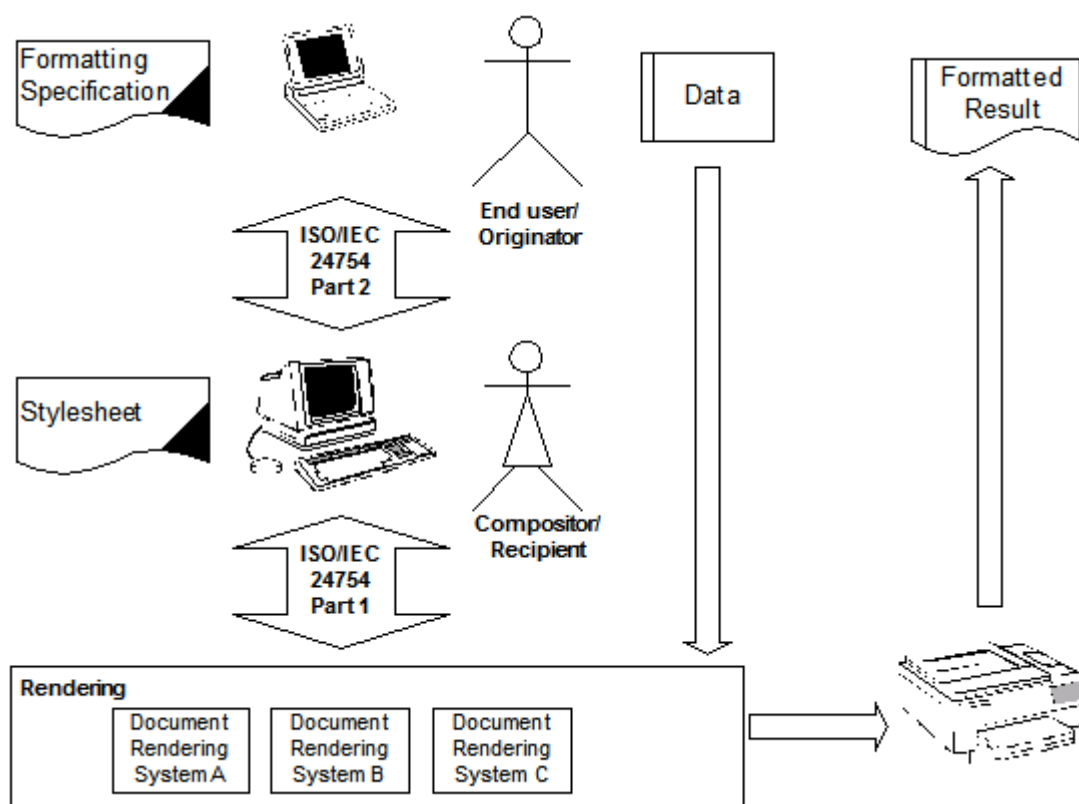 Formatting
Specification
End user/
Originator
Data
Formatted
Result
ISO/IEC
24754
Part 2
Stylesheet
Compositor/
Recipient
ISO/IEC
24754
Part 1
Rendering
Document
Rendering
System A
Document
Rendering
System B
Document
Rendering
System C